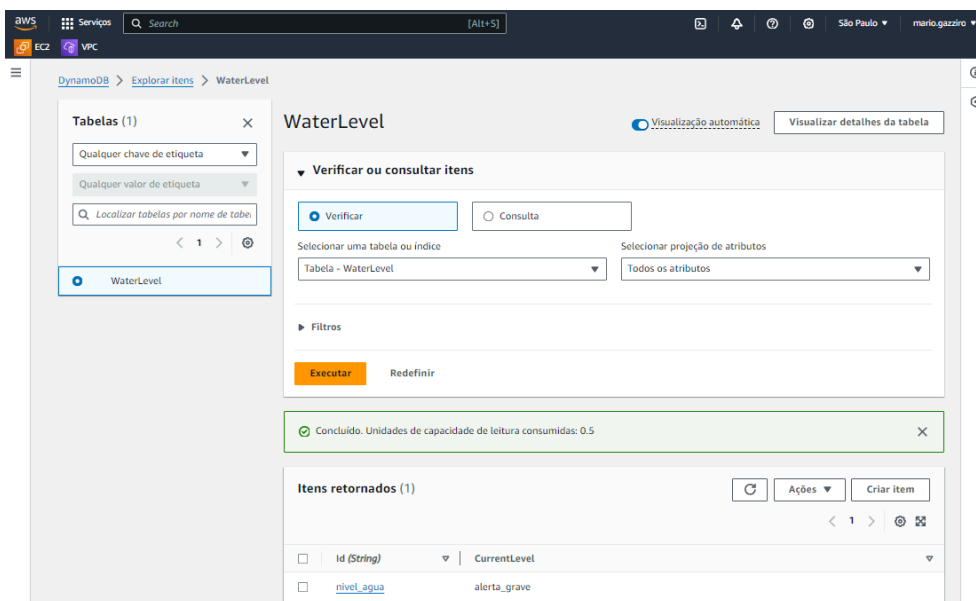 aws Serviços Search [Alt+S] São Paulo mario.gazziro
EC2 VPC
DynamoDB > Explorar itens > WaterLevel
Tabelas (1)
Qualquer chave de etiqueta
Qualquer valor de etiqueta
Localizar tabelas por nome de tabel
1
WaterLevel
WaterLevel
Visualização automática
Visualizar detalhes da tabela
Verificar ou consultar itens
Verificar
Consulta
Selecionar uma tabela ou índice
Tabela - WaterLevel
Selecionar projeção de atributos
Todos os atributos
Filtros
Executar Redefinir
Concluído. Unidades de capacidade de leitura consumidas: 0.5
Itens retornados (1)
Ações Criar item
1
Id (String) CurrentLevel
nivel_agua alerta_grave